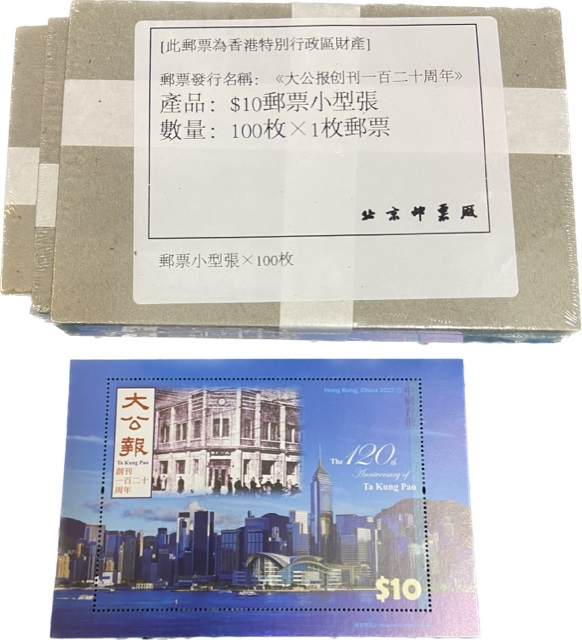 [此郵票為香港特別行政區財產]
郵票發行名稱: 《大公报创刊一百二十周年》
產品: $10郵票小型張
數量: 100枚×1枚郵票
北京邮票厰
郵票小型張×100枚
大公報
Ta Kung Pao
創刊
一百二十
周年
Hong Kong, China 2022
The 120th
Anniversary of
Ta Kung Pao
$10